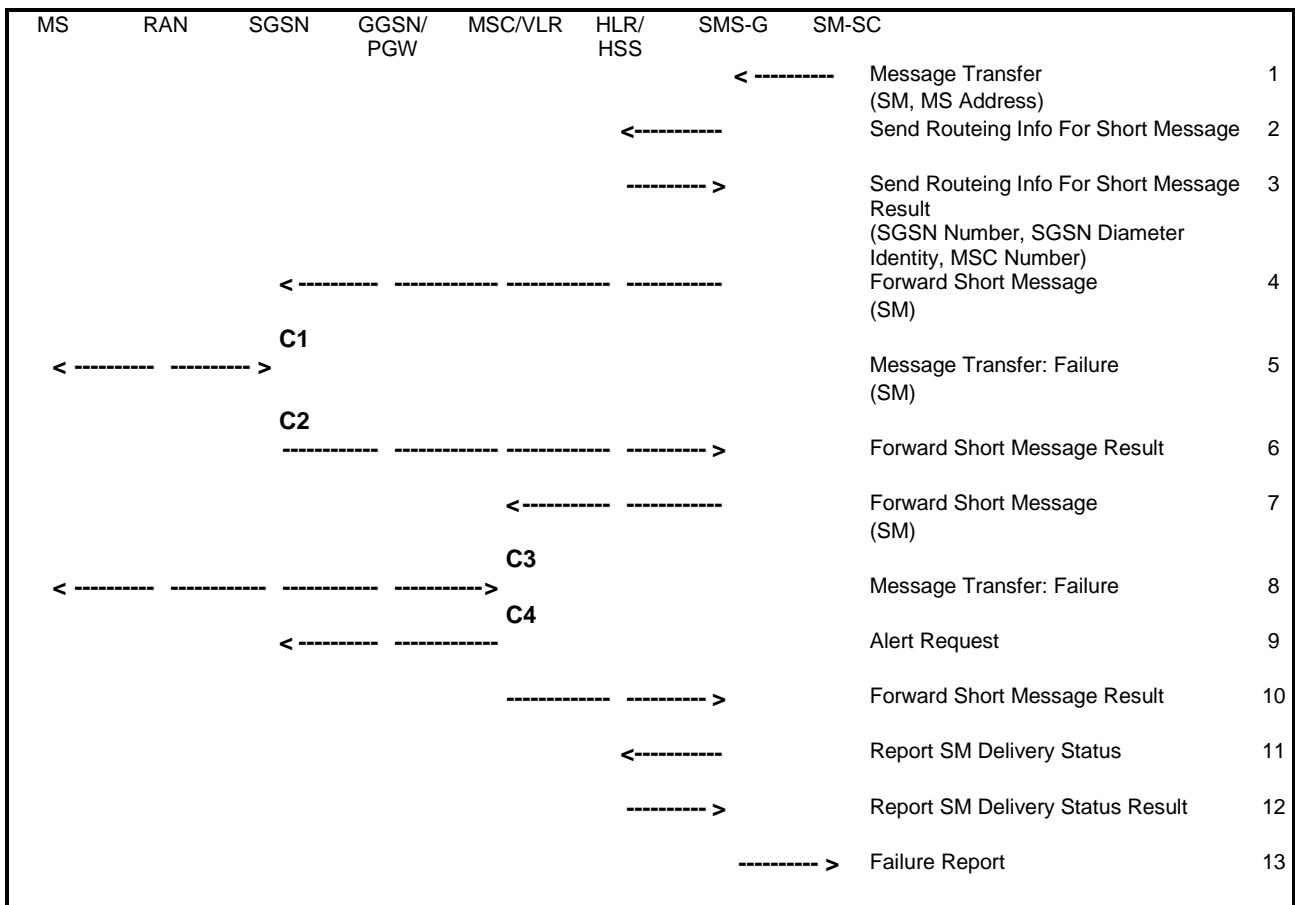 MS RAN SGSN GGSN/ MSC/VLR HLR/ SMS-G SM-SC
PGW HSS
< ---------- Message Transfer 1
(SM, MS Address)
<----------- Send Routeing Info For Short Message 2
---------- > Send Routeing Info For Short Message 3
Result
(SGSN Number, SGSN Diameter
Identity, MSC Number)
< ---------- ------------- ------------- ------------ Forward Short Message 4
(SM)
C1
< ---------- ---------- > Message Transfer: Failure 5
(SM)
C2
------------ ------------- ------------- ---------- > Forward Short Message Result 6
<----------- ------------ Forward Short Message 7
(SM)
C3
< ---------- ------------ ------------ -----------> Message Transfer: Failure 8
C4
< ---------- ------------- Alert Request 9
------------- ---------- > Forward Short Message Result 10
<----------- Report SM Delivery Status 11
---------- > Report SM Delivery Status Result 12
---------- > Failure Report 13